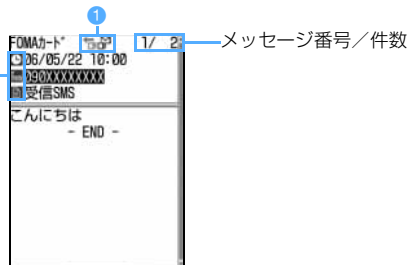 1
FOMAカード 1/ 2 メッセージ番号／件数
06/05/22 10:00
090XXXXXXXX
受信SMS
こんにちは
- END -